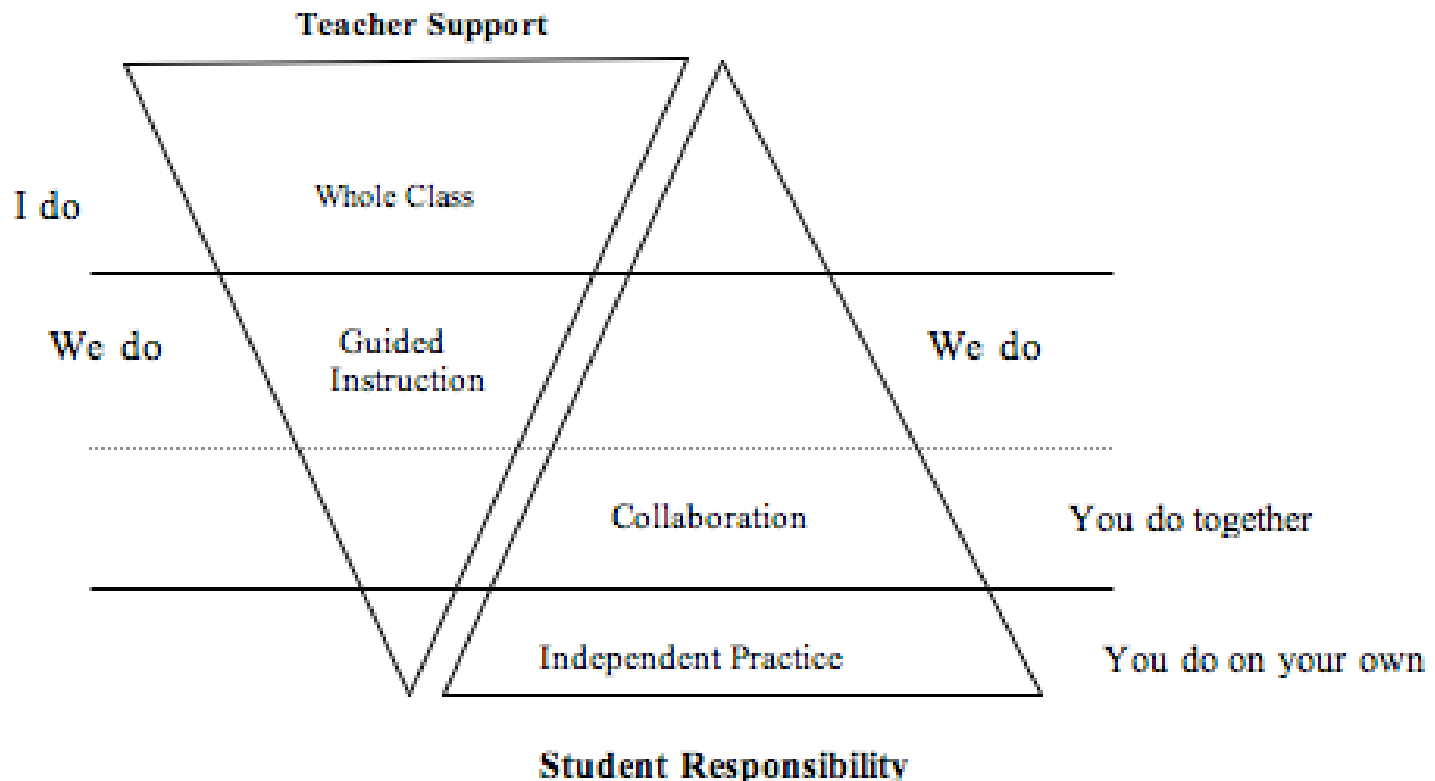 Teacher Support
Whole Class
I do
We do
Guided
Instruction
We do
Collaboration
You do together
Independent Practice
You do on your own
Student Responsibility